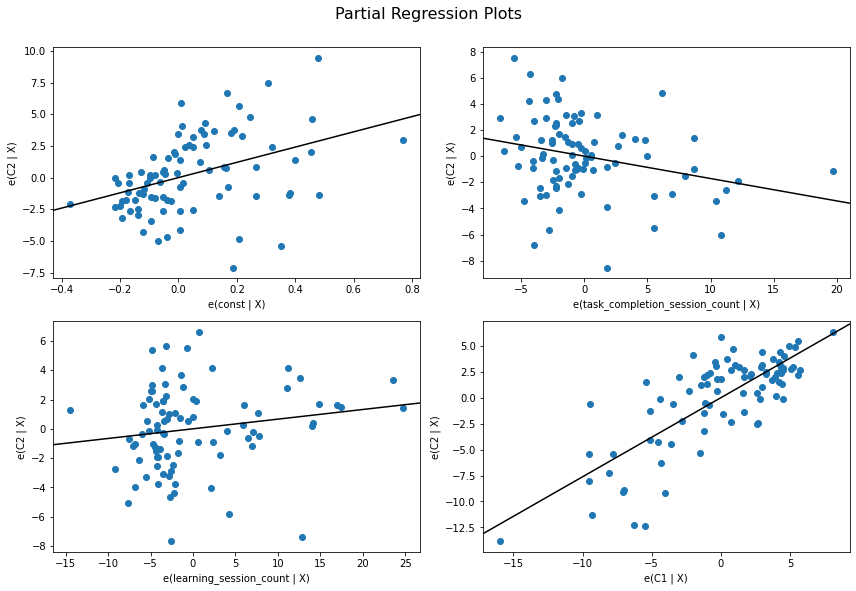 Partial Regression Plots
10.0
7.5
5.0
2.5
0.0
−2.5
−5.0
−7.5
e(C2 | X)
−0.4 −0.2 0.0 0.2 0.4 0.6 0.8
e(const | X)
8
6
4
2
0
−2
−4
−6
−8
e(C2 | X)
−5 0 5 10 15 20
e(task_completion_session_count | X)
6
4
2
0
−2
−4
−6
−8
e(C2 | X)
−15 −10 −5 0 5 10 15 20 25
e(learning_session_count | X)
5.0
2.5
0.0
−2.5
−5.0
−7.5
−10.0
−12.5
e(C2 | X)
−15 −10 −5 0 5
e(C1 | X)